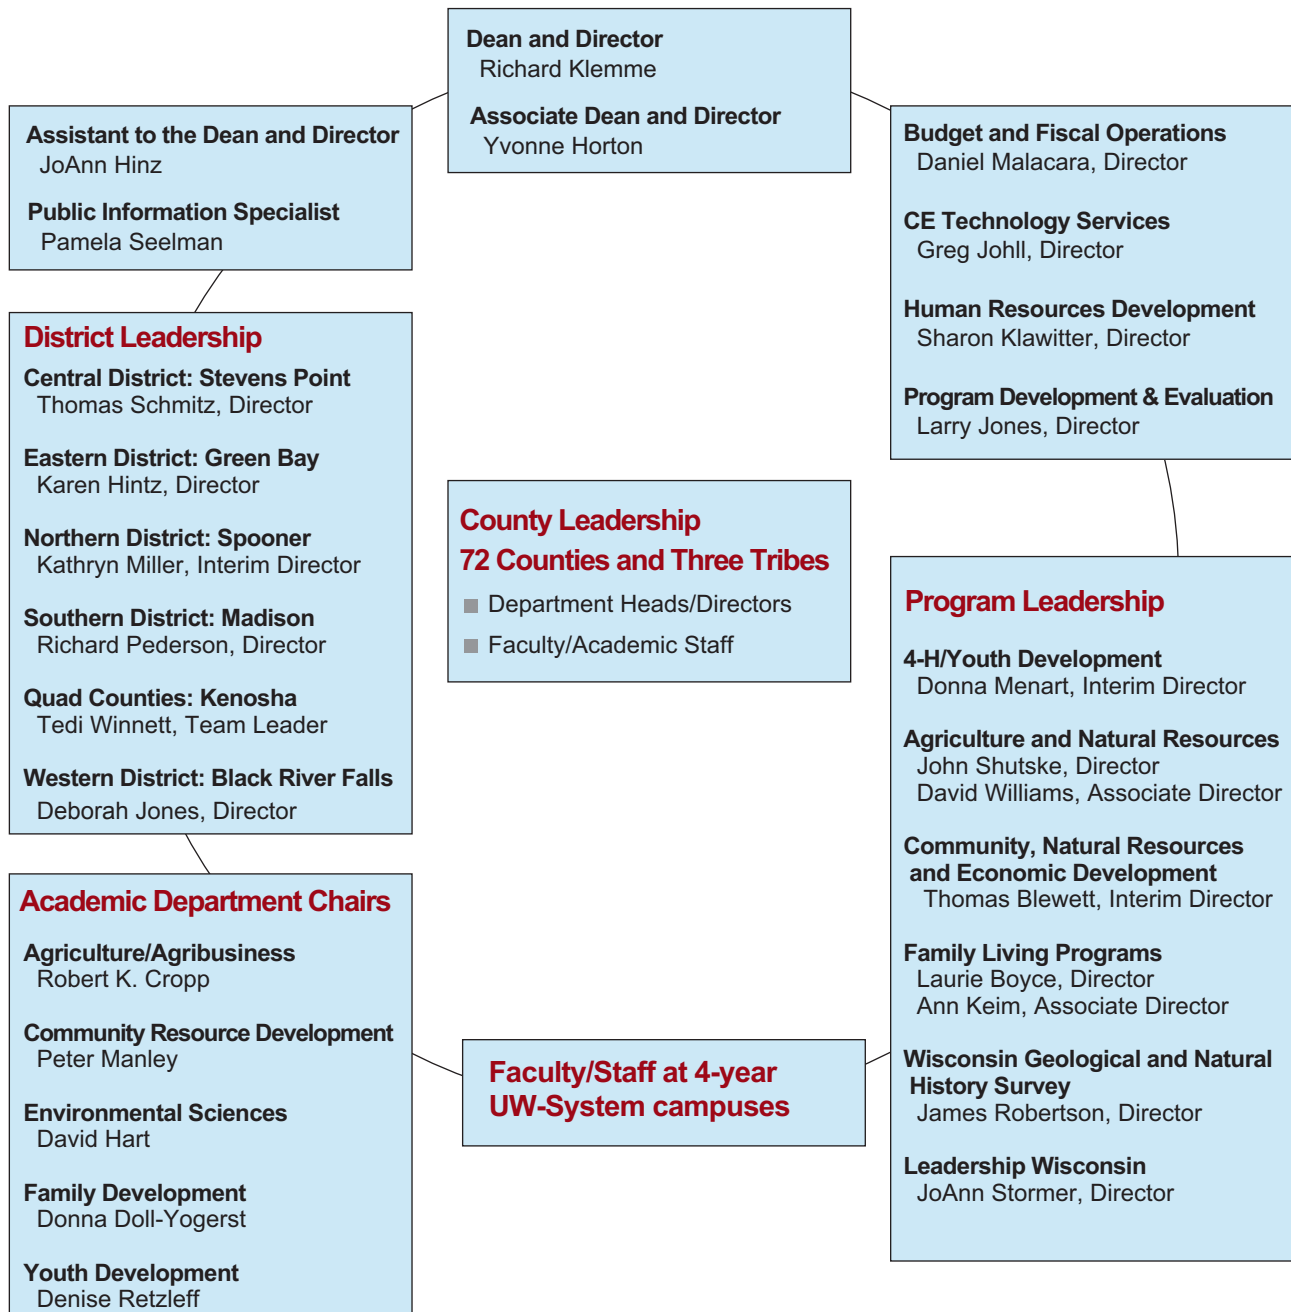 Dean and Director
Richard Klemme
Associate Dean and Director
Yvonne Horton
Assistant to the Dean and Director
JoAnn Hinz
Public Information Specialist
Pamela Seelman
Budget and Fiscal Operations
Daniel Malacara, Director
CE Technology Services
Greg Johll, Director
Human Resources Development
Sharon Klawitter, Director
Program Development & Evaluation
Larry Jones, Director
District Leadership
Central District: Stevens Point
Thomas Schmitz, Director
Eastern District: Green Bay
Karen Hintz, Director
Northern District: Spooner
Kathryn Miller, Interim Director
Southern District: Madison
Richard Pederson, Director
Quad Counties: Kenosha
Tedi Winnett, Team Leader
Western District: Black River Falls
Deborah Jones, Director
County Leadership
72 Counties and Three Tribes
Department Heads/Directors
Faculty/Academic Staff
Program Leadership
4-H/Youth Development
Donna Menart, Interim Director
Agriculture and Natural Resources
John Shutske, Director
David Williams, Associate Director
Community, Natural Resources
and Economic Development
Thomas Blewett, Interim Director
Family Living Programs
Laurie Boyce, Director
Ann Keim, Associate Director
Wisconsin Geological and Natural
History Survey
James Robertson, Director
Leadership Wisconsin
JoAnn Stormer, Director
Academic Department Chairs
Agriculture/Agribusiness
Robert K. Cropp
Community Resource Development
Peter Manley
Environmental Sciences
David Hart
Family Development
Donna Doll-Yogerst
Youth Development
Denise Retzleff
Faculty/Staff at 4-year
UW-System campuses